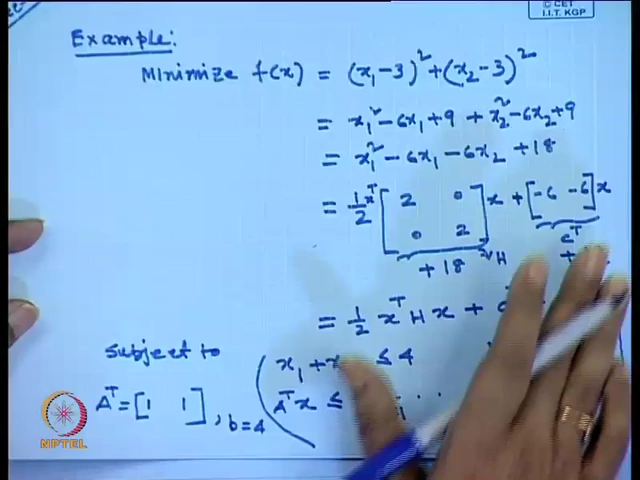 © CET
I.I.T. KGP
Example:
Minimize f(x) = (x₁-3)² + (x₂-3)²
= x₁² - 6x₁ + 9 + x₂² - 6x₂ + 9
= x₁² - 6x₁ - 6x₂ + 18
= 1/2 xᵀ [2 0
0 2] x + [-6 -6] x
H cᵀ
+ 18
= 1/2 xᵀ H x +
subject to
x₁ + ≤ 4
Aᵀ = [1 1], b = 4
Aᵀx ≤
NPTEL